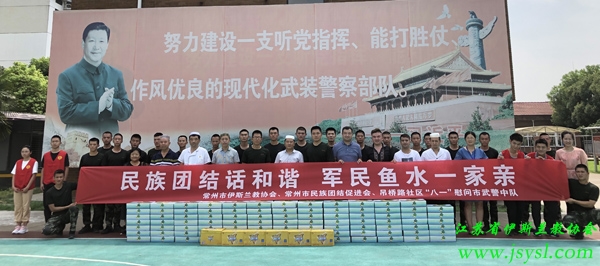 努力建设一支听党指挥、能打胜仗、
作风优良的现代化武装警察部队。
民族团结话和谐 军民鱼水一家亲
常州市伊斯兰教协会、常州市民族团结促进会、吊桥路社区“八一”慰问市武警中队
江苏省伊斯兰教协会
www.jsysl.com